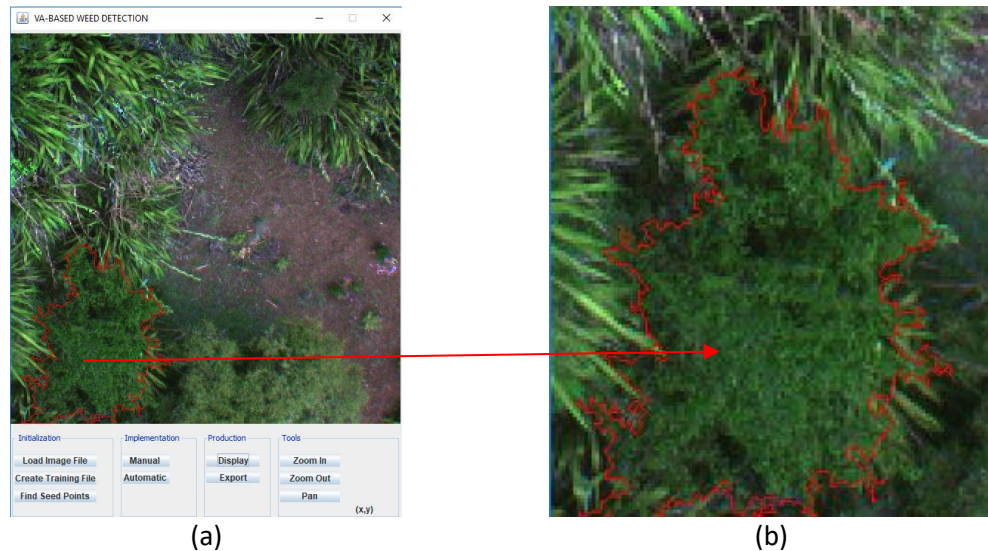 VA-BASED WEED DETECTION
Initialization
Load Image File
Create Training File
Find Seed Points
Implementation
Manual
Automatic
Production
Display
Export
Tools
Zoom In
Zoom Out
Pan
(x,y)
(a)
(b)